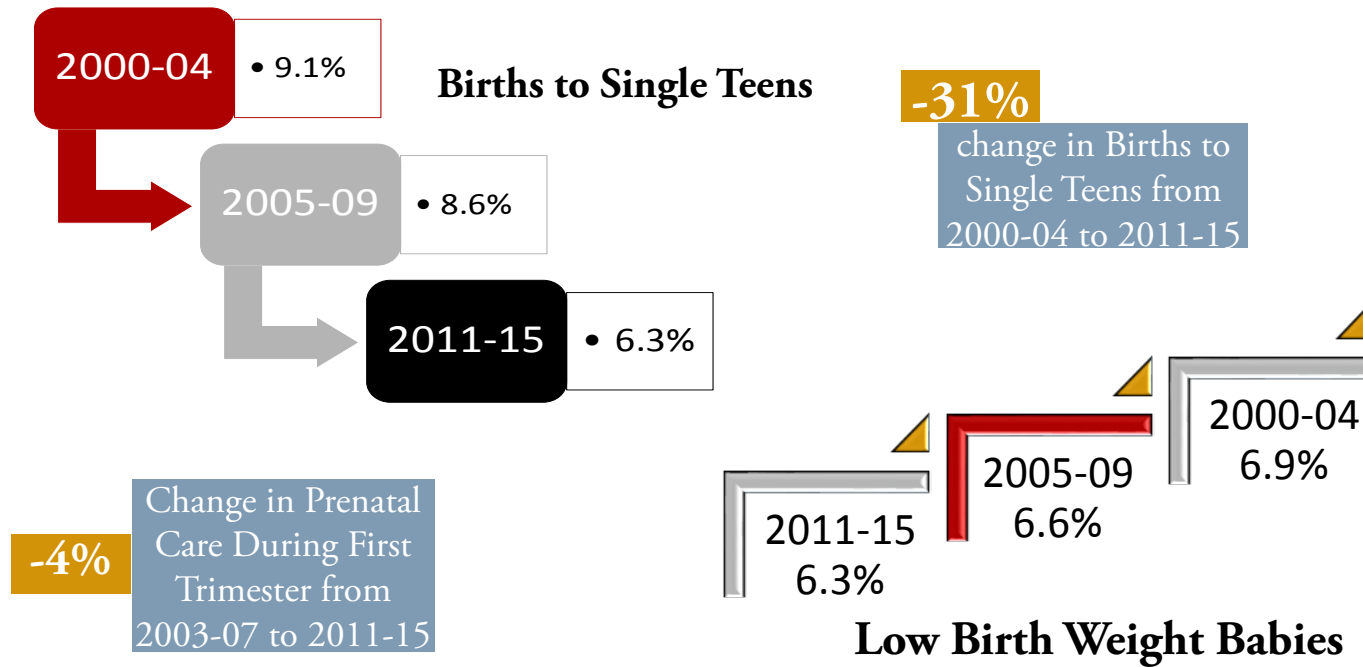 2000-04
• 9.1%
Births to Single Teens
-31%
change in Births to
Single Teens from
2000-04 to 2011-15
2005-09
• 8.6%
2011-15
• 6.3%
-4%
Change in Prenatal
Care During First
Trimester from
2003-07 to 2011-15
2011-15
6.3%
2005-09
6.6%
2000-04
6.9%
Low Birth Weight Babies